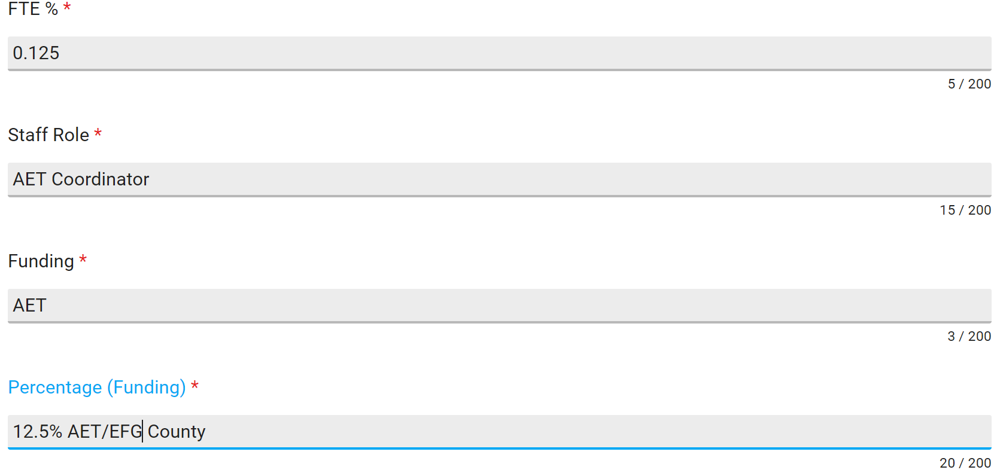 FTE % *
0.125
5 / 200
Staff Role *
AET Coordinator
15 / 200
Funding *
AET
3 / 200
Percentage (Funding) *
12.5% AET/EFG County
20 / 200